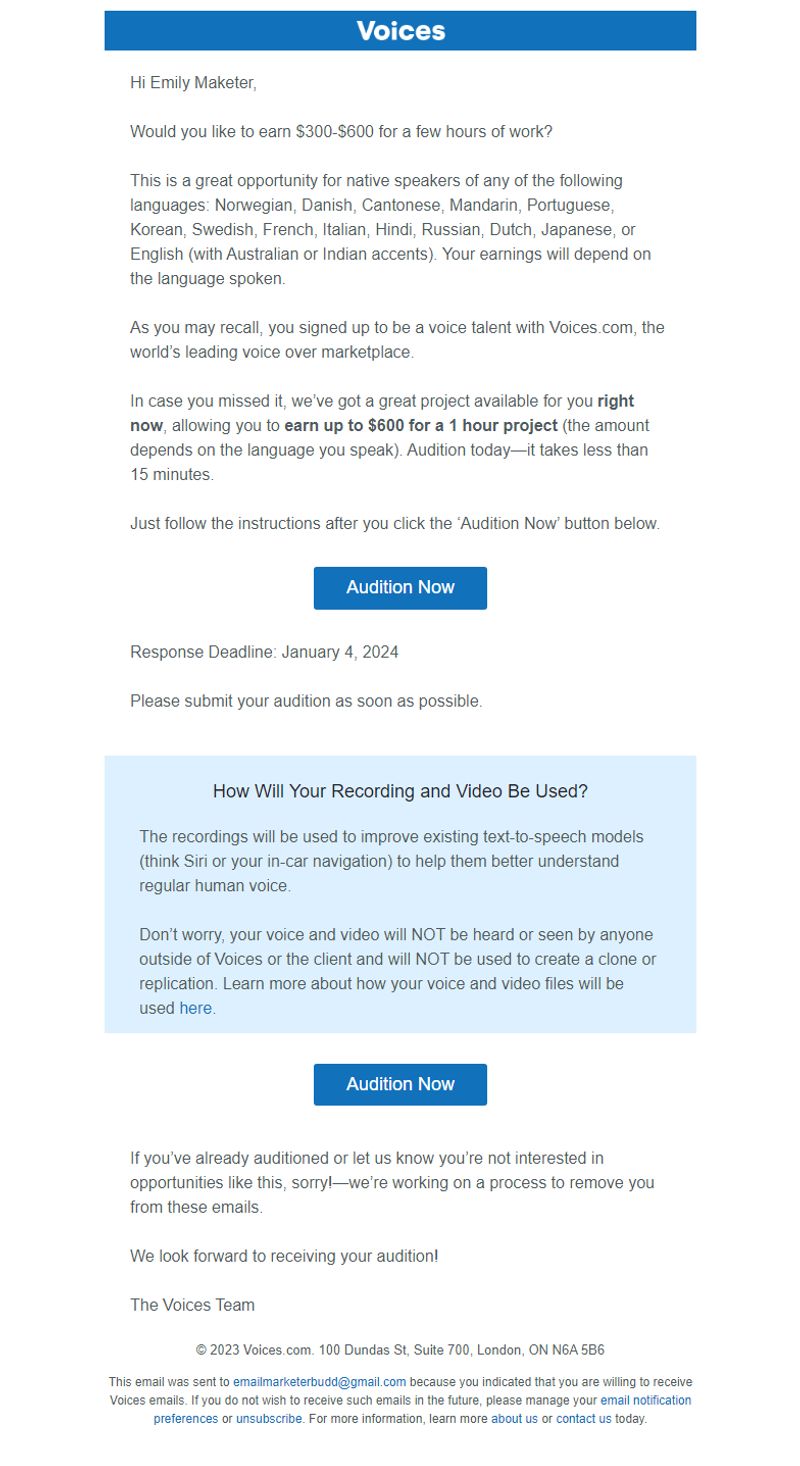 Voices
Hi Emily Maketer,
Would you like to earn $300-$600 for a few hours of work?
This is a great opportunity for native speakers of any of the following
languages: Norwegian, Danish, Cantonese, Mandarin, Portuguese,
Korean, Swedish, French, Italian, Hindi, Russian, Dutch, Japanese, or
English (with Australian or Indian accents). Your earnings will depend on
the language spoken.
As you may recall, you signed up to be a voice talent with Voices.com, the
world’s leading voice over marketplace.
In case you missed it, we’ve got a great project available for you right
now, allowing you to earn up to $600 for a 1 hour project (the amount
depends on the language you speak). Audition today—it takes less than
15 minutes.
Just follow the instructions after you click the ‘Audition Now’ button below.
Audition Now
Response Deadline: January 4, 2024
Please submit your audition as soon as possible.
How Will Your Recording and Video Be Used?
The recordings will be used to improve existing text-to-speech models
(think Siri or your in-car navigation) to help them better understand
regular human voice.
Don’t worry, your voice and video will NOT be heard or seen by anyone
outside of Voices or the client and will NOT be used to create a clone or
replication. Learn more about how your voice and video files will be
used here.
Audition Now
If you’ve already auditioned or let us know you’re not interested in
opportunities like this, sorry!—we’re working on a process to remove you
from these emails.
We look forward to receiving your audition!
The Voices Team
© 2023 Voices.com. 100 Dundas St, Suite 700, London, ON N6A 5B6
This email was sent to emailmarketerbudd@gmail.com because you indicated that you are willing to receive
Voices emails. If you do not wish to receive such emails in the future, please manage your email notification
preferences or unsubscribe. For more information, learn more about us or contact us today.